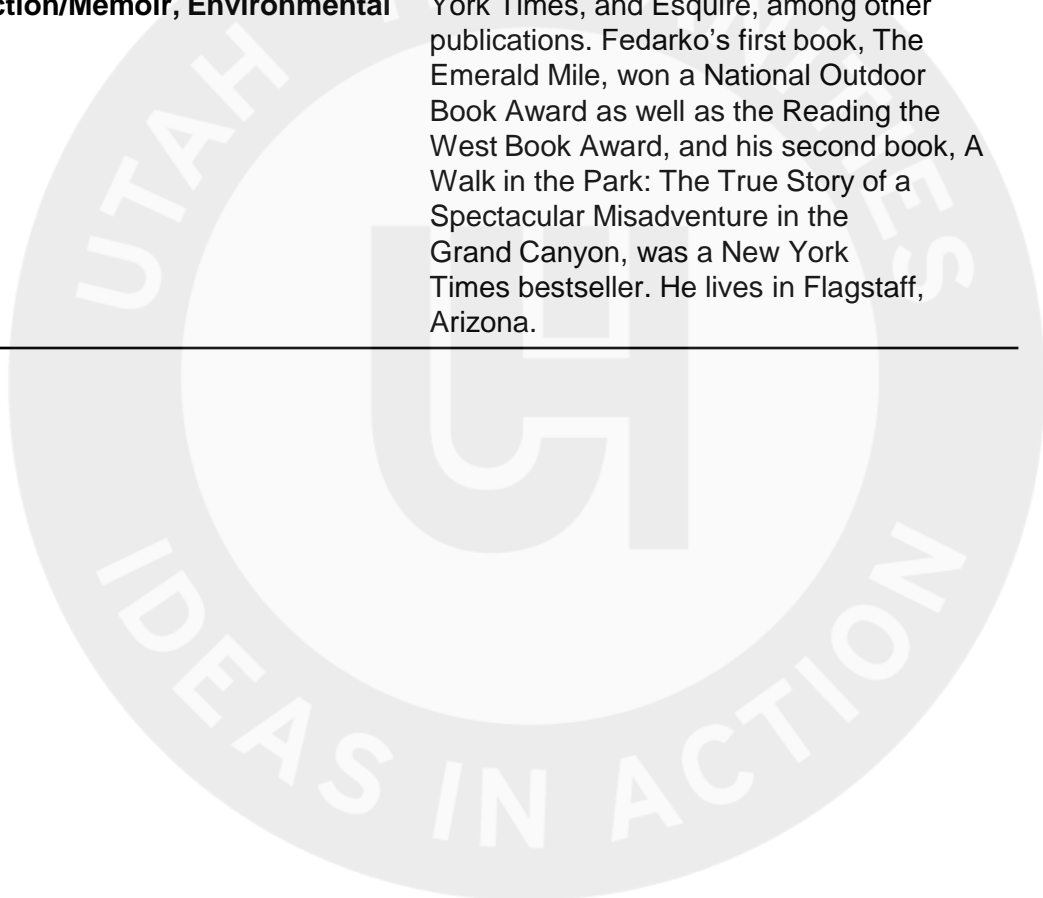 ction/Memoir, Environmental
York Times, and Esquire, among other
publications. Fedarko’s first book, The
Emerald Mile, won a National Outdoor
Book Award as well as the Reading the
West Book Award, and his second book, A
Walk in the Park: The True Story of a
Spectacular Misadventure in the
Grand Canyon, was a New York
Times bestseller. He lives in Flagstaff,
Arizona.
UTAH
IDEAS IN ACTION